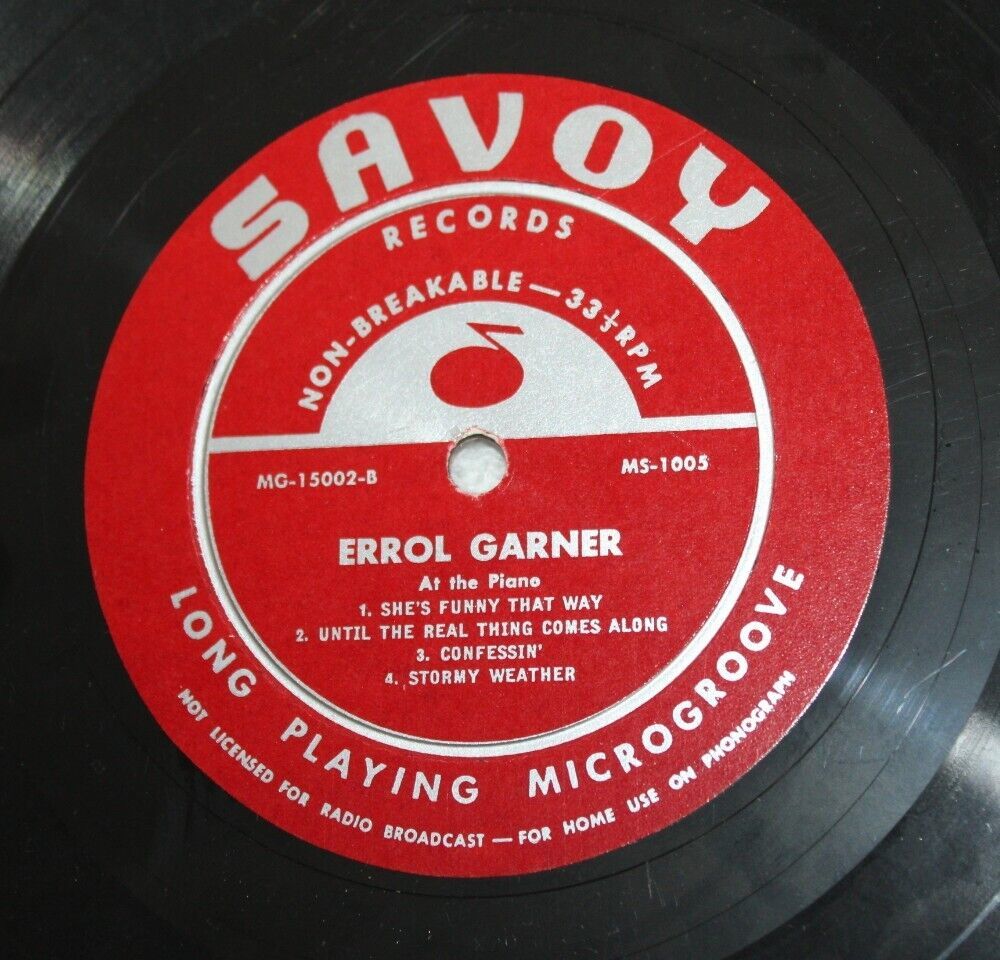 SAVOY
RECORDS
NON-BREAKABLE—33⅓RPM
MG-15002-B
MS-1005
ERROL GARNER
At the Piano
1. SHE'S FUNNY THAT WAY
2. UNTIL THE REAL THING COMES ALONG
3. CONFESSIN'
4. STORMY WEATHER
LONG PLAYING MICROGROOVE
NOT LICENSED FOR RADIO BROADCAST — FOR HOME USE ON PHONOGRAPH